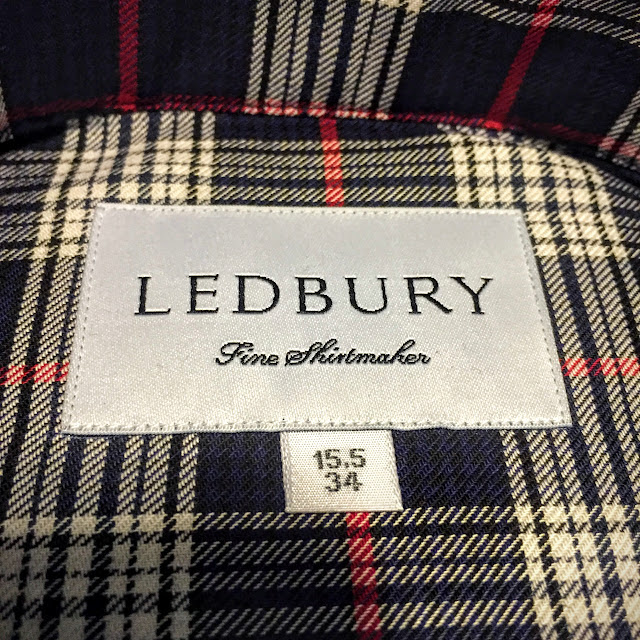 LEDBURY
Fine Shirtmaker
15.5
34